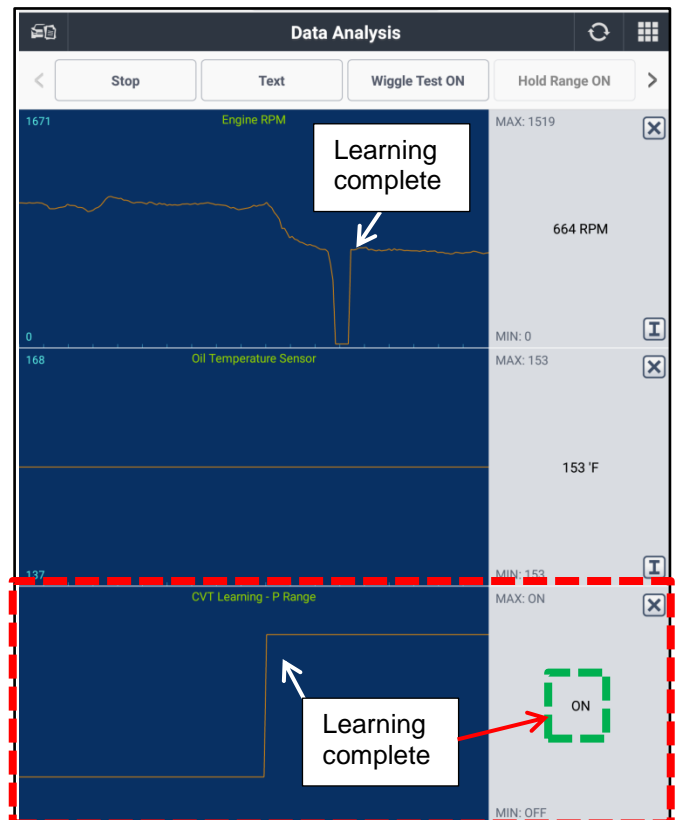 Data Analysis
Stop Text Wiggle Test ON Hold Range ON
1671 Engine RPM MAX: 1519
Learning
complete
664 RPM
0 MIN: 0
168 Oil Temperature Sensor MAX: 153
153 'F
137 MIN: 153
CVT Learning - P Range MAX: ON
ON
Learning
complete
MIN: OFF